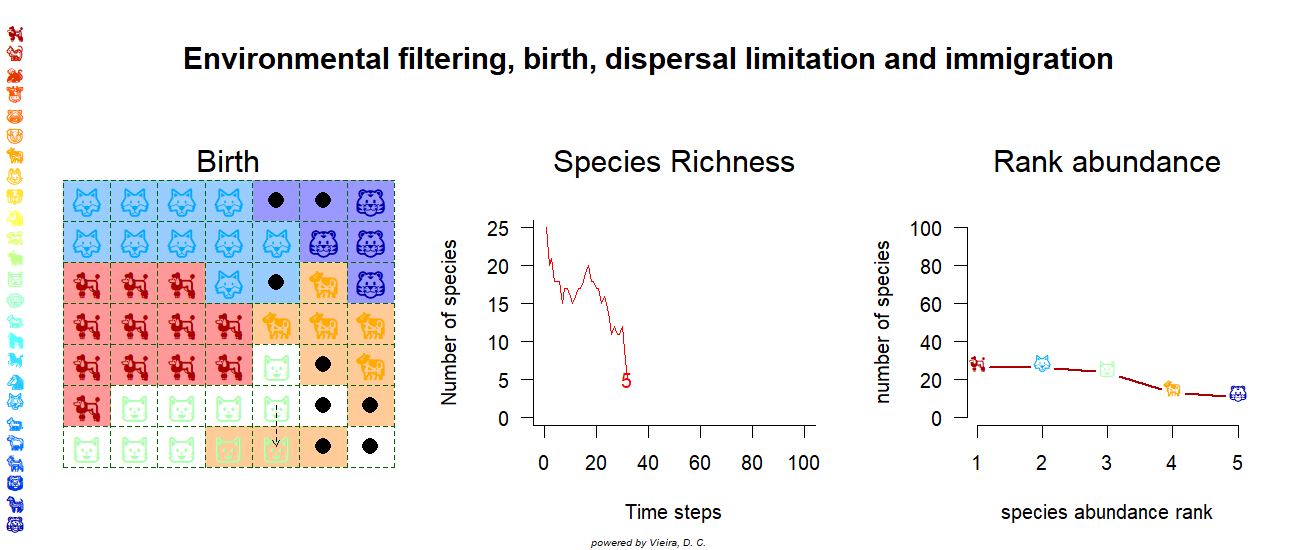 Environmental filtering, birth, dispersal limitation and immigration
Birth
Species Richness
Number of species
25
20
15
10
5
0
5
0 20 40 60 80 100
Time steps
Rank abundance
number of species
100
80
60
40
20
0
1 2 3 4 5
species abundance rank
powered by Vieira, D. C.